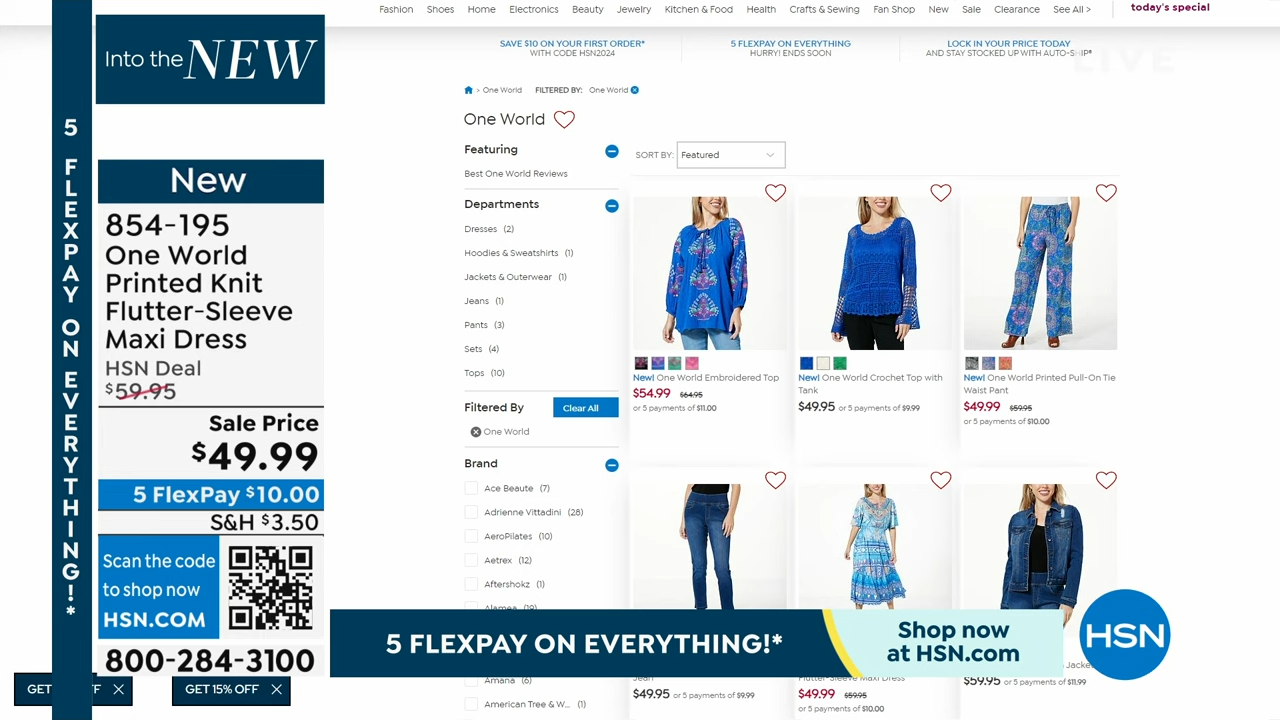 Fashion Shoes Home Electronics Beauty Jewelry Kitchen & Food Health Crafts & Sewing Fan Shop New Sale Clearance See All >
today's special
SAVE $10 ON YOUR FIRST ORDER*
WITH CODE HSN2024
5 FLEXPAY ON EVERYTHING
HURRY! ENDS SOON
LOCK IN YOUR PRICE TODAY
AND STAY STOCKED UP WITH AUTO-SHIP*
LIVE
Into the NEW
5 FLEXPAY ON EVERYTHING!*
New
854-195
One World
Printed Knit
Flutter-Sleeve
Maxi Dress
HSN Deal
$59.95
Sale Price
$49.99
5 FlexPay $10.00
S&H $3.50
Scan the code
to shop now
HSN.COM
800-284-3100
GET
FF
GET 15% OFF
> One World FILTERED BY: One World
One World
Featuring
Best One World Reviews
Departments
Dresses (2)
Hoodies & Sweatshirts (1)
Jackets & Outerwear (1)
Jeans (1)
Pants (3)
Sets (4)
Tops (10)
Filtered By
Clear All
One World
Brand
Ace Beaute (7)
Adrienne Vittadini (28)
AeroPilates (10)
Aetrex (12)
Aftershokz (1)
Alamea (19)
Amana (6)
American Tree & W... (1)
SORT BY: Featured
New! One World Embroidered Top
$54.99 $64.95
or 5 payments of $11.00
New! One World Crochet Top with
Tank
$49.95 or 5 payments of $9.99
New! One World Printed Pull-On Tie
Waist Pant
$49.99 $59.95
or 5 payments of $10.00
Jean
$49.95 or 5 payments of $9.99
Flutter-Sleeve Maxi Dress
$49.99 $59.95
or 5 payments of $10.00
Jacket
$59.95 or 5 payments of $11.99
5 FLEXPAY ON EVERYTHING!*
Shop now
at HSN.com
HSN